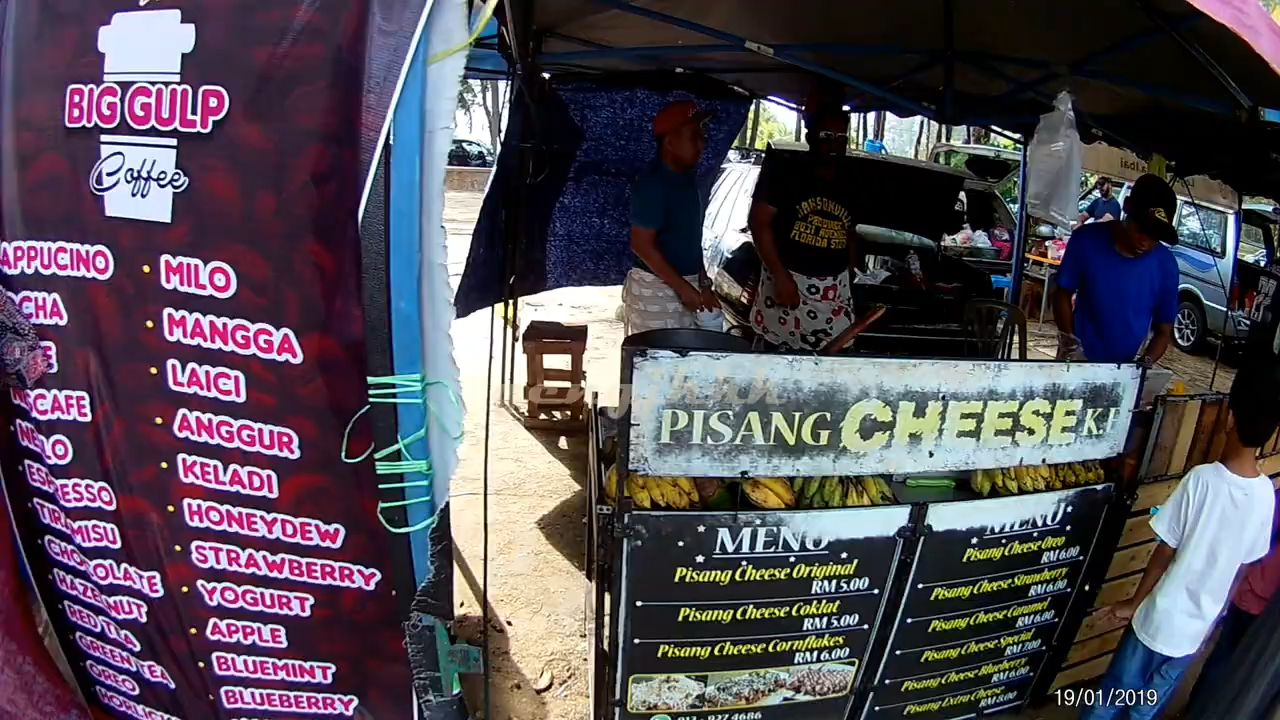 BIG GULP
Coffee
APPUCINO
MILO
MANGGA
LAICI
ANGGUR
KELADI
HONEYDEW
STRAWBERRY
YOGURT
APPLE
BLUEMINT
BLUEBERRY
ESPRESSO
TIRAMISU
CHOCOLATE
HAZELNUT
RED TEA
GREEN TEA
OREO
HORLICK
FLORIDA
PISANG CHEESE K.F
MENU
Pisang Cheese Original
RM 5.00
Pisang Cheese Coklat
RM 5.00
Pisang Cheese Cornflakes
RM 6.00
MENU
Pisang Cheese Oreo
RM 6.00
Pisang Cheese Strawberry
RM 6.00
Pisang Cheese Caramel
RM 6.00
Pisang Cheese Special
RM 7.00
Pisang Cheese Blueberry
RM 6.00
Pisang Extra Cheese
RM 8.00
19/01/2019